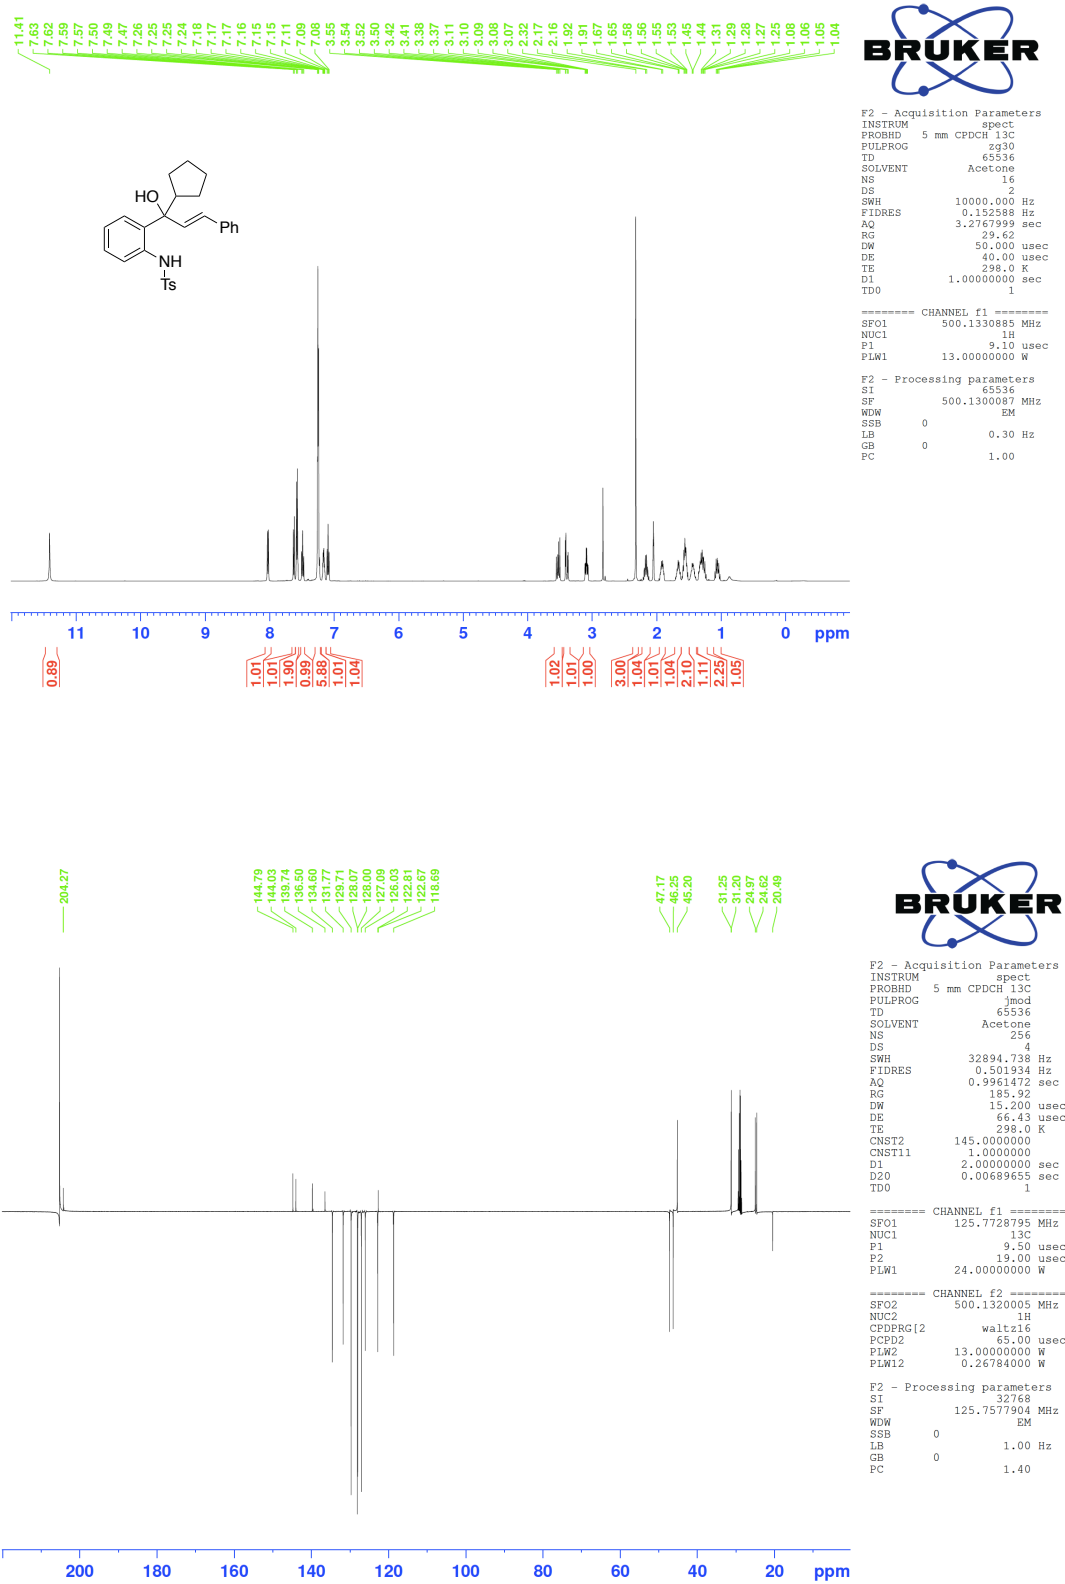 11.41 7.63 7.62 7.59 7.57 7.50 7.49 7.47 7.26 7.25 7.25 7.24 7.18 7.17 7.17 7.16 7.15 7.15 7.11 7.09 7.08 3.55 3.54 3.52 3.50 3.42 3.41 3.38 3.37 3.11 3.10 3.09 3.08 3.07 2.32 2.17 2.16 1.92 1.91 1.67 1.65 1.58 1.56 1.55 1.53 1.45 1.44 1.31 1.29 1.28 1.27 1.25 1.08 1.06 1.05 1.04
BRUKER
F2 - Acquisition Parameters
INSTRUM spect
PROBHD 5 mm CPDCH 13C
PULPROG zg30
TD 65536
SOLVENT Acetone
NS 16
DS 2
SWH 10000.000 Hz
FIDRES 0.152588 Hz
AQ 3.2767999 sec
RG 29.62
DW 50.000 usec
DE 40.00 usec
TE 298.0 K
D1 1.00000000 sec
TD0 1
======== CHANNEL f1 ========
SFO1 500.1330885 MHz
NUC1 1H
P1 9.10 usec
PLW1 13.00000000 W
F2 - Processing parameters
SI 65536
SF 500.1300087 MHz
WDW EM
SSB 0
LB 0.30 Hz
GB 0
PC 1.00
HO
Ph
NH
Ts
11 10 9 8 7 6 5 4 3 2 1 0 ppm
0.89 1.01 1.01 1.90 0.99 5.88 1.01 1.04 1.02 1.01 1.00 3.00 1.04 1.01 1.04 2.10 1.11 2.25 1.05
204.27 144.79 144.03 139.74 136.50 134.60 131.77 129.71 128.07 128.00 127.09 126.03 122.81 122.67 118.69 47.17 46.25 45.20 31.25 31.20 24.97 24.62 20.49
BRUKER
F2 - Acquisition Parameters
INSTRUM spect
PROBHD 5 mm CPDCH 13C
PULPROG jmod
TD 65536
SOLVENT Acetone
NS 256
DS 4
SWH 32894.738 Hz
FIDRES 0.501934 Hz
AQ 0.9961472 sec
RG 185.92
DW 15.200 usec
DE 66.43 usec
TE 298.0 K
CNST2 145.0000000
CNST11 1.0000000
D1 2.00000000 sec
D20 0.00689655 sec
TD0 1
======== CHANNEL f1 ========
SFO1 125.7728795 MHz
NUC1 13C
P1 9.50 usec
P2 19.00 usec
PLW1 24.00000000 W
======== CHANNEL f2 ========
SFO2 500.1320005 MHz
NUC2 1H
CPDPRG[2 waltz16
PCPD2 65.00 usec
PLW2 13.00000000 W
PLW12 0.26784000 W
F2 - Processing parameters
SI 32768
SF 125.7577904 MHz
WDW EM
SSB 0
LB 1.00 Hz
GB 0
PC 1.40
200 180 160 140 120 100 80 60 40 20 ppm